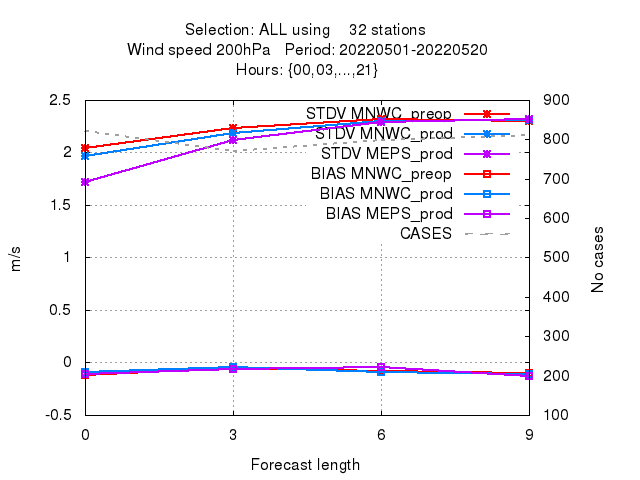 Selection: ALL using 32 stations
Wind speed 200hPa Period: 20220501-20220520
Hours: {00,03,...,21}
2.5
2
1.5
1
0.5
0
-0.5
900
800
700
600
500
400
300
200
100
STDV MNWC_preop
STDV MNWC_prod
STDV MEPS_prod
BIAS MNWC_preop
BIAS MNWC_prod
BIAS MEPS_prod
CASES
m/s
No cases
0 3 6 9
Forecast length